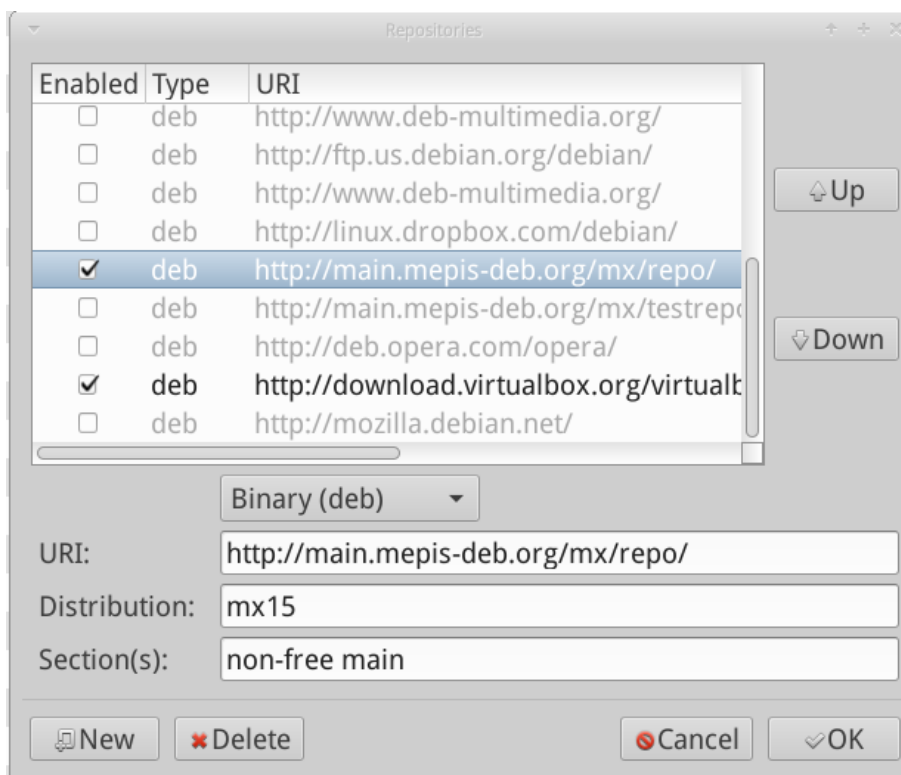 Repositories
Enabled Type URI
deb http://www.deb-multimedia.org/
deb http://ftp.us.debian.org/debian/
deb http://www.deb-multimedia.org/
deb http://linux.dropbox.com/debian/
deb http://main.mepis-deb.org/mx/repo/
deb http://main.mepis-deb.org/mx/testrepo
deb http://deb.opera.com/opera/
deb http://download.virtualbox.org/virtualb
deb http://mozilla.debian.net/
Up
Down
Binary (deb)
URI: http://main.mepis-deb.org/mx/repo/
Distribution: mx15
Section(s): non-free main
New Delete Cancel OK